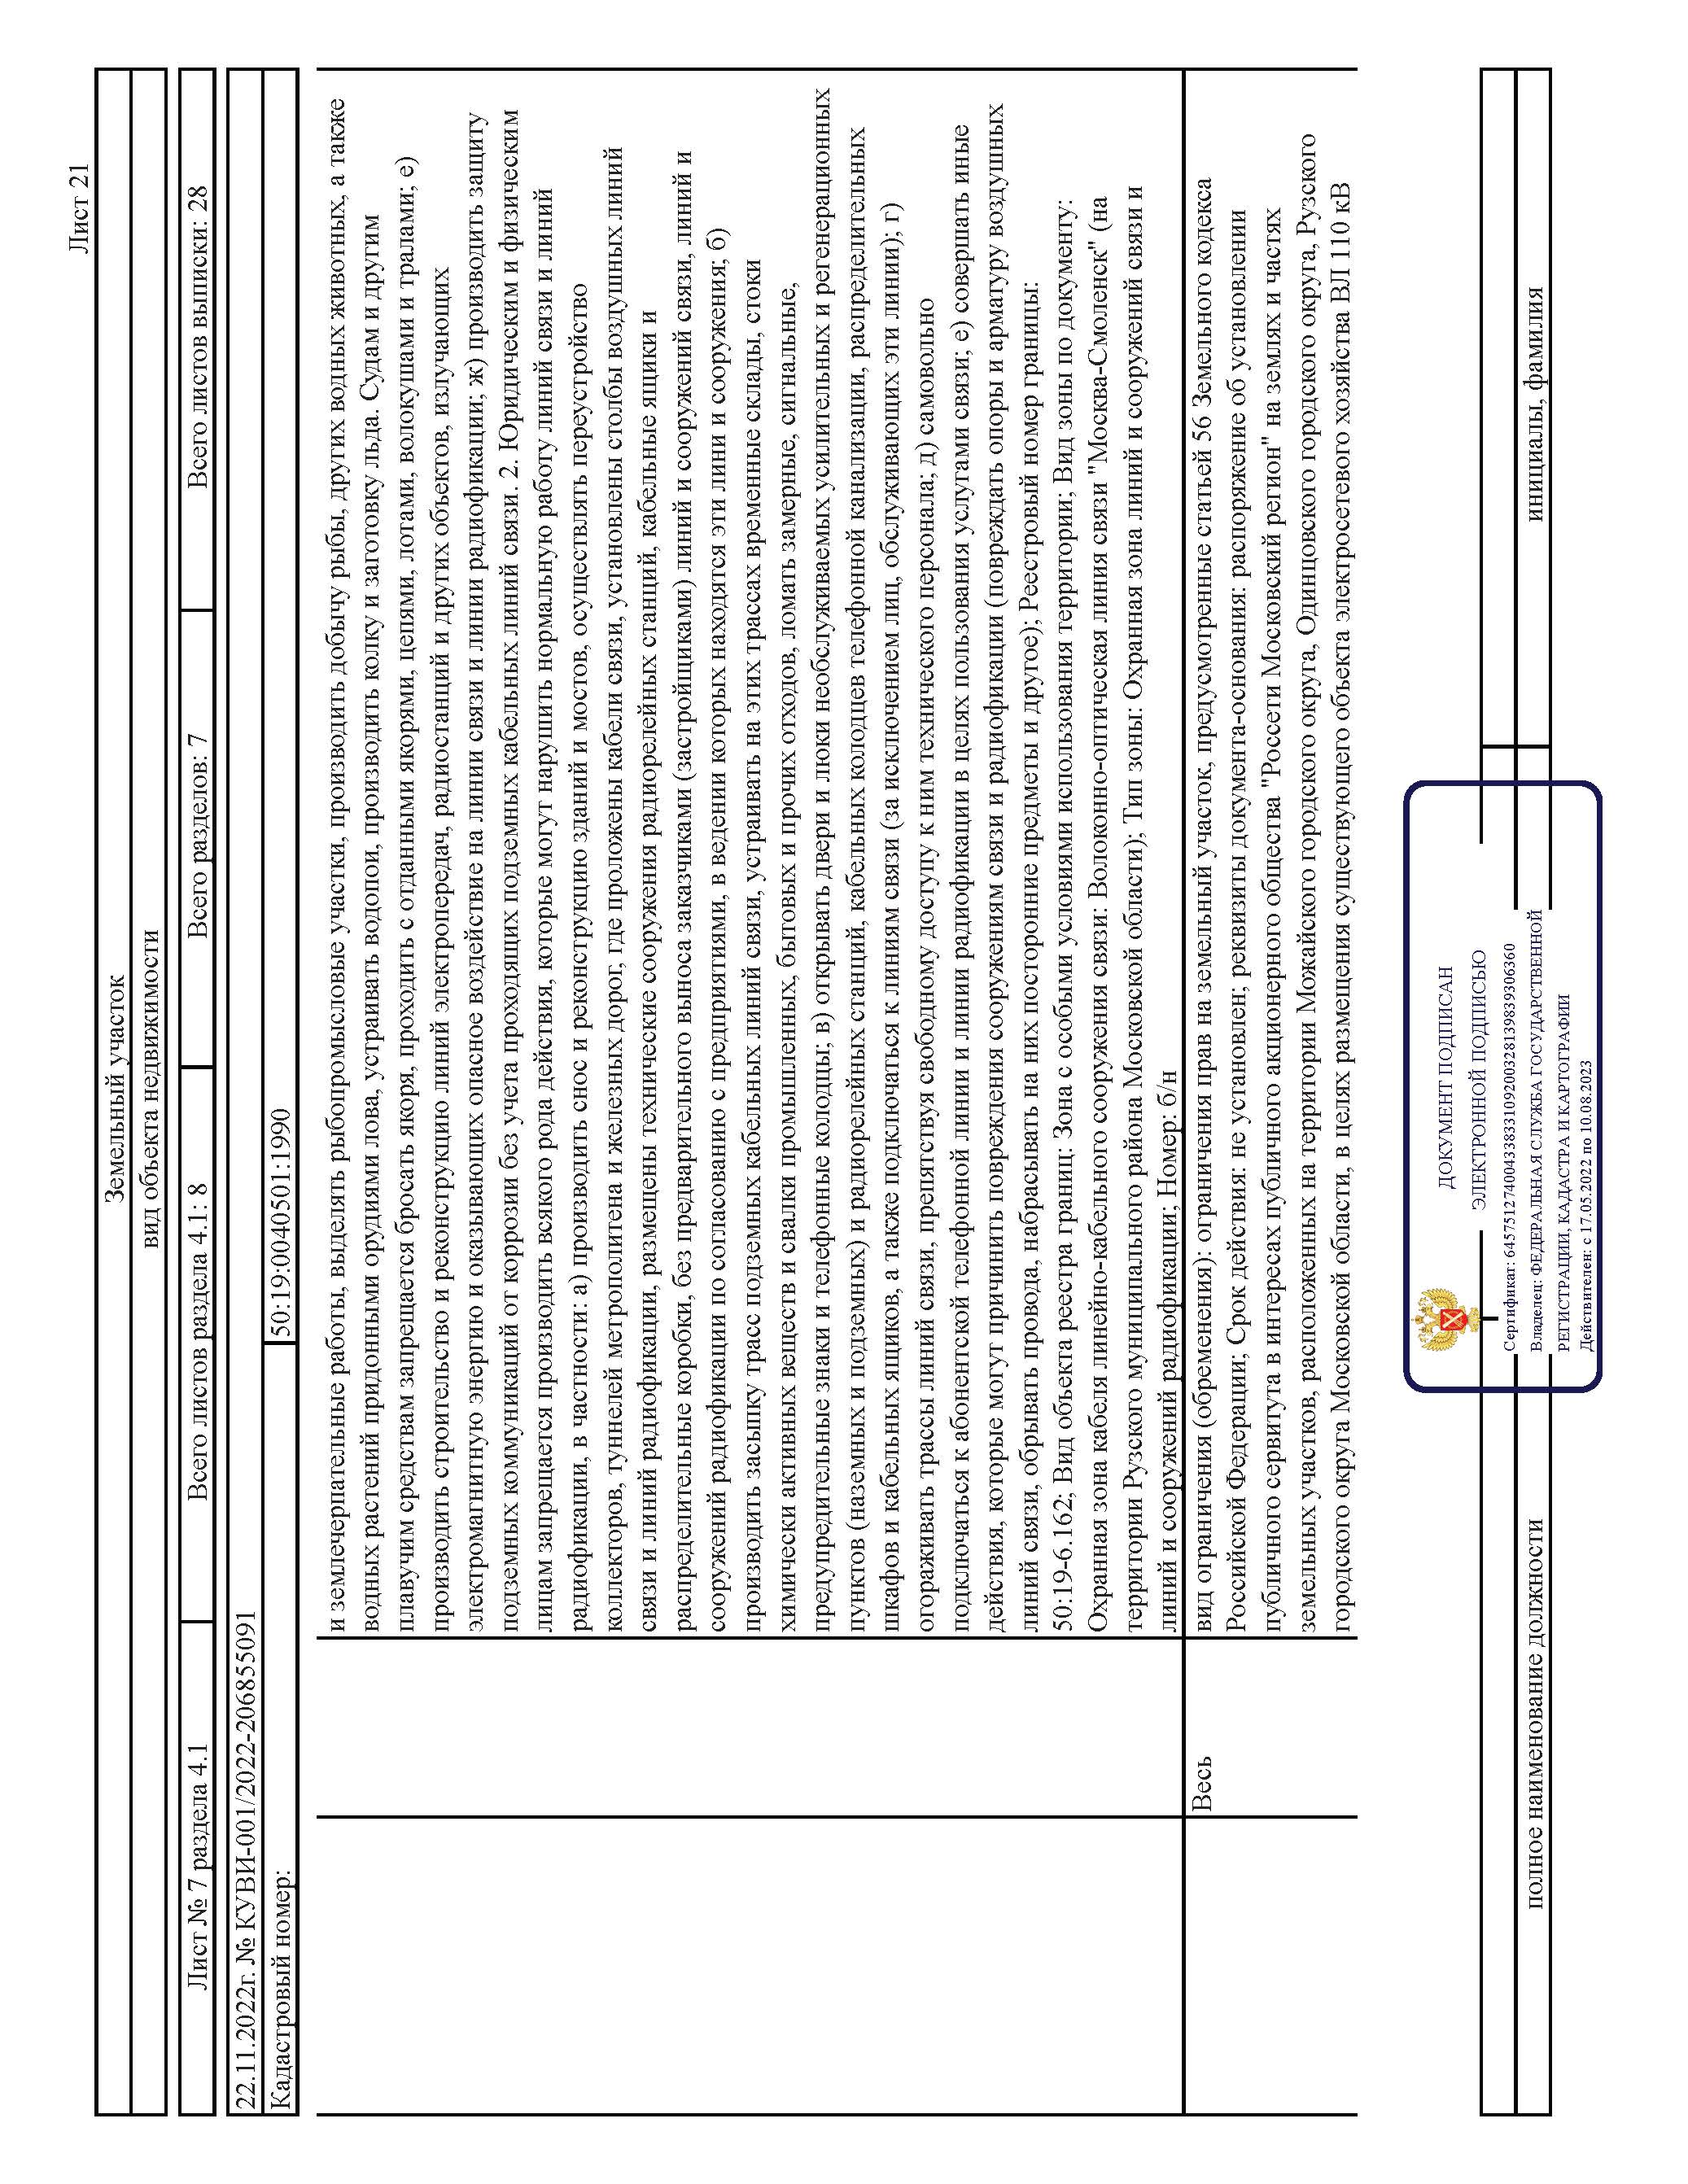 Лист 21
Земельный участок
вид объекта недвижимости
Лист № 7 раздела 4.1
Всего листов раздела 4.1: 8
Всего разделов: 7
Всего листов выписки: 28
22.11.2022г. № КУВИ-001/2022-206855091
Кадастровый номер:
50:19:0040501:1990
и землечерпательные работы, выделять рыбопромысловые участки, производить добычу рыбы, других водных животных, а также
водных растений придонными орудиями лова, устраивать водопои, производить колку и заготовку льда. Судам и другим
плавучим средствам запрещается бросать якоря, проходить с отданными якорями, цепями, лотами, волокушами и тралами; е)
производить строительство и реконструкцию линий электропередач, радиостанций и других объектов, излучающих
электромагнитную энергию и оказывающих опасное воздействие на линии связи и линии радиофикации; ж) производить защиту
подземных коммуникаций от коррозии без учета проходящих подземных кабельных линий связи. 2. Юридическим и физическим
лицам запрещается производить всякого рода действия, которые могут нарушить нормальную работу линий связи и линий
радиофикации, в частности: а) производить снос и реконструкцию зданий и мостов, осуществлять переустройство
коллекторов, туннелей метрополитена и железных дорог, где проложены кабели связи, установлены столбы воздушных линий
связи и линий радиофикации, размещены технические сооружения радиорелейных станций, кабельные ящики и
распределительные коробки, без предварительного выноса заказчиками (застройщиками) линий и сооружений связи, линий и
сооружений радиофикации по согласованию с предприятиями, в ведении которых находятся эти линии и сооружения; б)
производить засыпку трасс подземных кабельных линий связи, устраивать на этих трассах временные склады, стоки
химически активных веществ и свалки промышленных, бытовых и прочих отходов, ломать замерные, сигнальные,
предупредительные знаки и телефонные колодцы; в) открывать двери и люки необслуживаемых усилительных и регенерационных
пунктов (наземных и подземных) и радиорелейных станций, кабельных колодцев телефонной канализации, распределительных
шкафов и кабельных ящиков, а также подключаться к линиям связи (за исключением лиц, обслуживающих эти линии); г)
огораживать трассы линий связи, препятствуя свободному доступу к ним технического персонала; д) самовольно
подключаться к абонентской телефонной линии и линии радиофикации в целях пользования услугами связи; е) совершать иные
действия, которые могут причинить повреждения сооружениям связи и радиофикации (повреждать опоры и арматуру воздушных
линий связи, обрывать провода, набрасывать на них посторонние предметы и другое); Реестровый номер границы:
50:19-6.162; Вид объекта реестра границ: Зона с особыми условиями использования территории; Вид зоны по документу:
Охранная зона кабеля линейно-кабельного сооружения связи: Волоконно-оптическая линия связи "Москва-Смоленск" (на
территории Рузского муниципального района Московской области); Тип зоны: Охранная зона линий и сооружений связи и
линий и сооружений радиофикации; Номер: б/н
Весь
вид ограничения (обременения): ограничения прав на земельный участок, предусмотренные статьей 56 Земельного кодекса
Российской Федерации; Срок действия: не установлен; реквизиты документа-основания: распоряжение об установлении
публичного сервитута в интересах публичного акционерного общества "Россети Московский регион" на землях и частях
земельных участков, расположенных на территории Можайского городского округа, Одинцовского городского округа, Рузского
городского округа Московской области, в целях размещения существующего объекта электросетевого хозяйства ВЛ 110 кВ
ДОКУМЕНТ ПОДПИСАН
ЭЛЕКТРОННОЙ ПОДПИСЬЮ
Сертификат: 64575127400433833109200328139839306360
Владелец: ФЕДЕРАЛЬНАЯ СЛУЖБА ГОСУДАРСТВЕННОЙ
РЕГИСТРАЦИИ, КАДАСТРА И КАРТОГРАФИИ
Действителен: с 17.05.2022 по 10.08.2023
полное наименование должности
инициалы, фамилия